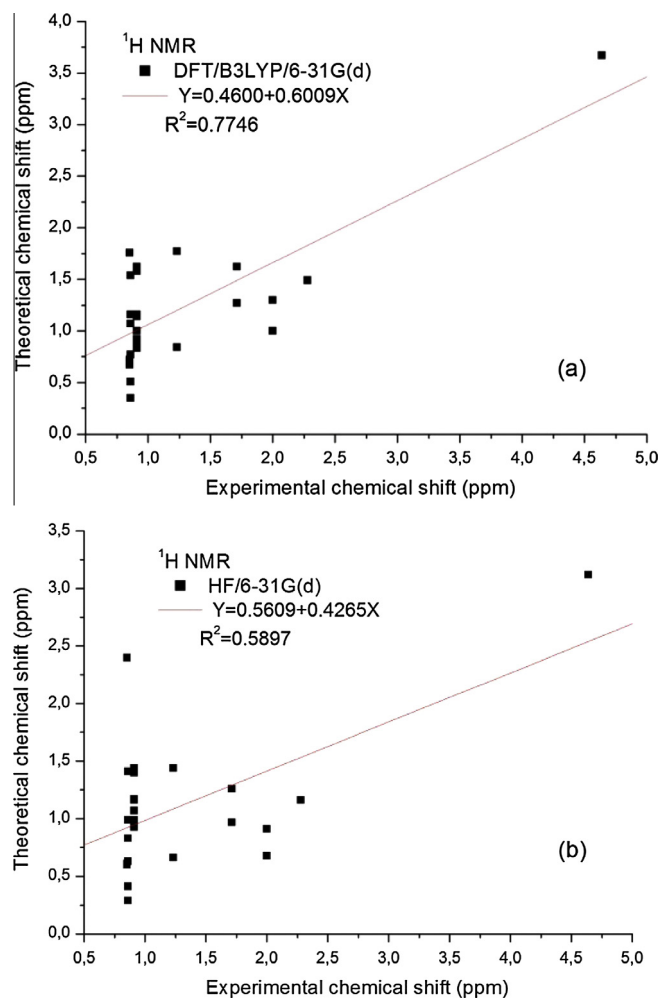 4,0
¹H NMR
DFT/B3LYP/6-31G(d)
Y=0.4600+0.6009X
R²=0.7746
3,5
3,0
2,5
2,0
1,5
1,0
0,5
0,0
Theoretical chemical shift (ppm)
(a)
0,5 1,0 1,5 2,0 2,5 3,0 3,5 4,0 4,5 5,0
Experimental chemical shift (ppm)
3,5
¹H NMR
HF/6-31G(d)
Y=0.5609+0.4265X
R²=0.5897
3,0
2,5
2,0
1,5
1,0
0,5
0,0
Theoretical chemical shift (ppm)
(b)
0,5 1,0 1,5 2,0 2,5 3,0 3,5 4,0 4,5 5,0
Experimental chemical shift (ppm)